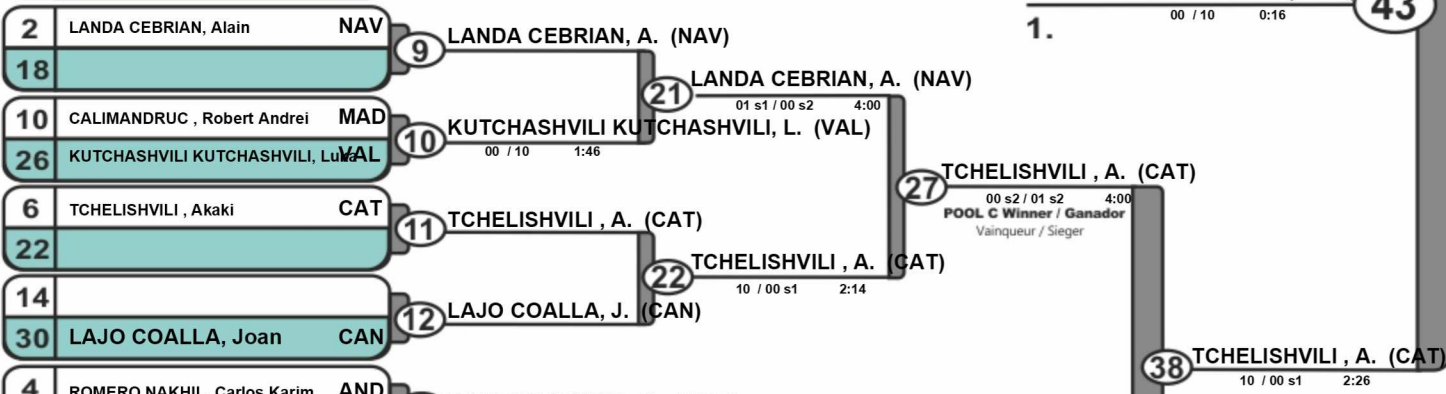 2 LANDA CEBRIAN, Alain NAV
18
9 LANDA CEBRIAN, A. (NAV)
10 CALIMANDRUC , Robert Andrei MAD
26 KUTCHASHVILI KUTCHASHVILI, Luka VAL
10 KUTCHASHVILI KUTCHASHVILI, L. (VAL)
00 / 10 1:46
21 LANDA CEBRIAN, A. (NAV)
01 s1 / 00 s2 4:00
6 TCHELISHVILI , Akaki CAT
22
11 TCHELISHVILI , A. (CAT)
14
30 LAJO COALLA, Joan CAN
12 LAJO COALLA, J. (CAN)
22 TCHELISHVILI , A. (CAT)
10 / 00 s1 2:14
27 TCHELISHVILI , A. (CAT)
00 s2 / 01 s2 4:00
POOL C Winner / Ganador
Vainqueur / Sieger
4 ROMERO NAKHIL, Carlos Karim AND
38 TCHELISHVILI , A. (CAT)
10 / 00 s1 2:26
43
00 / 10 0:16
1.